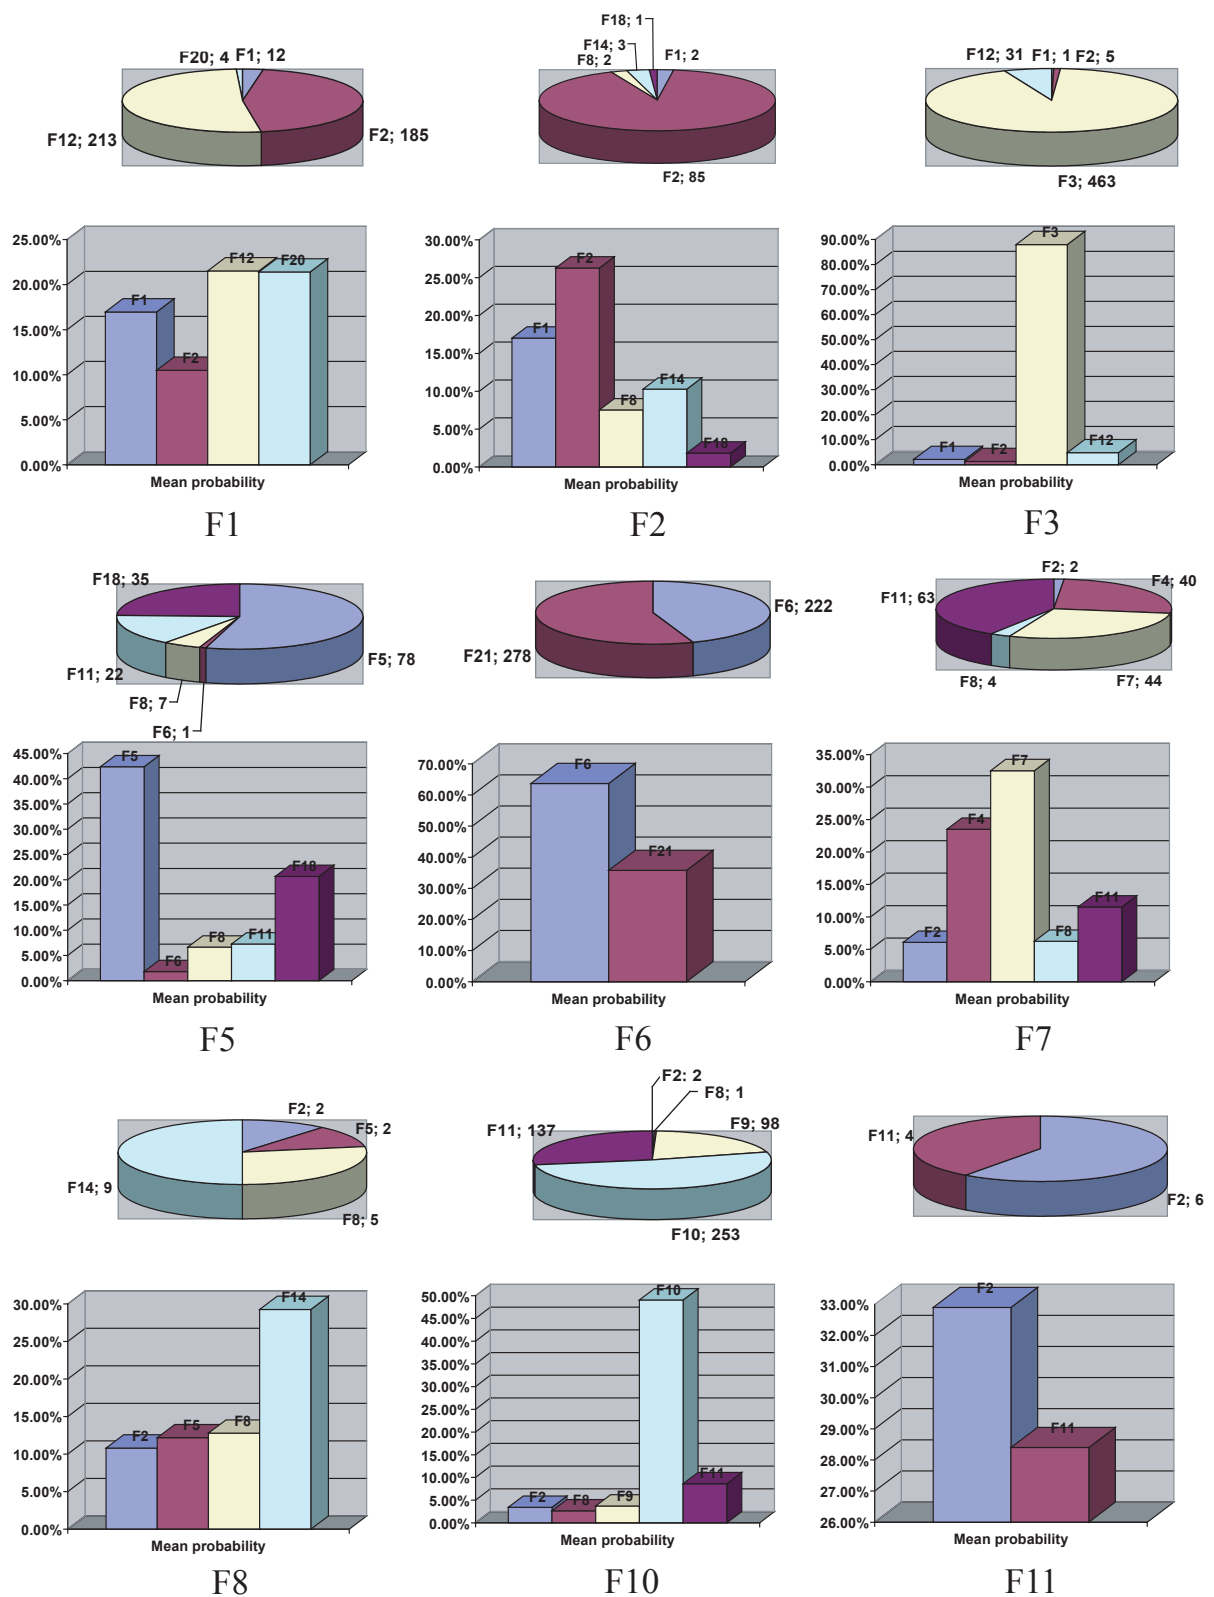 F20; 4 F1; 12
F12; 213
F2; 185
F18; 1
F14; 3
F8; 2
F1; 2
F2; 85
F12; 31 F1; 1 F2; 5
F3; 463
25.00%
20.00%
15.00%
10.00%
5.00%
0.00%
F1
F2
F12
F20
Mean probability
F1
30.00%
25.00%
20.00%
15.00%
10.00%
5.00%
0.00%
F1
F2
F8
F14
F18
Mean probability
F2
90.00%
80.00%
70.00%
60.00%
50.00%
40.00%
30.00%
20.00%
10.00%
0.00%
F1
F2
F3
F12
Mean probability
F3
F18; 35
F11; 22
F8; 7
F6; 1
F5; 78
F6; 222
F21; 278
F2; 2
F4; 40
F11; 63
F8; 4
F7; 44
45.00%
40.00%
35.00%
30.00%
25.00%
20.00%
15.00%
10.00%
5.00%
0.00%
F5
F6
F8
F11
F18
Mean probability
F5
70.00%
60.00%
50.00%
40.00%
30.00%
20.00%
10.00%
0.00%
F6
F21
Mean probability
F6
35.00%
30.00%
25.00%
20.00%
15.00%
10.00%
5.00%
0.00%
F2
F4
F7
F8
F11
Mean probability
F7
F2; 2
F5; 2
F14; 9
F8; 5
F2: 2
F8; 1
F11; 137
F9; 98
F10; 253
F11; 4
F2; 6
30.00%
25.00%
20.00%
15.00%
10.00%
5.00%
0.00%
F2
F5
F8
F14
Mean probability
F8
50.00%
45.00%
40.00%
35.00%
30.00%
25.00%
20.00%
15.00%
10.00%
5.00%
0.00%
F2
F8
F9
F10
F11
Mean probability
F10
33.00%
32.00%
31.00%
30.00%
29.00%
28.00%
27.00%
26.00%
F2
F11
Mean probability
F11